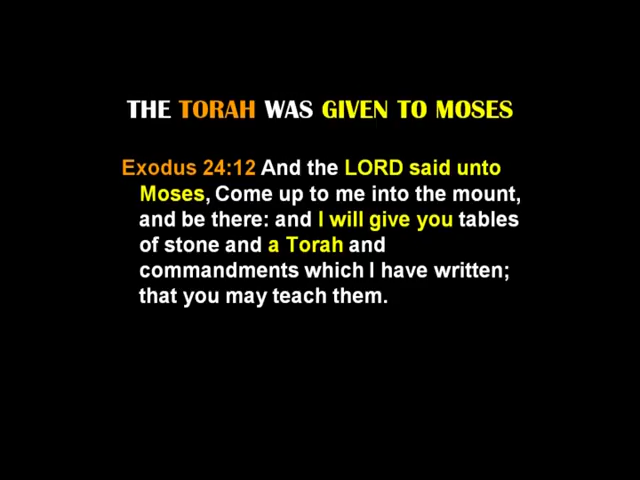 THE TORAH WAS GIVEN TO MOSES
Exodus 24:12 And the LORD said unto
Moses, Come up to me into the mount,
and be there: and I will give you tables
of stone and a Torah and
commandments which I have written;
that you may teach them.